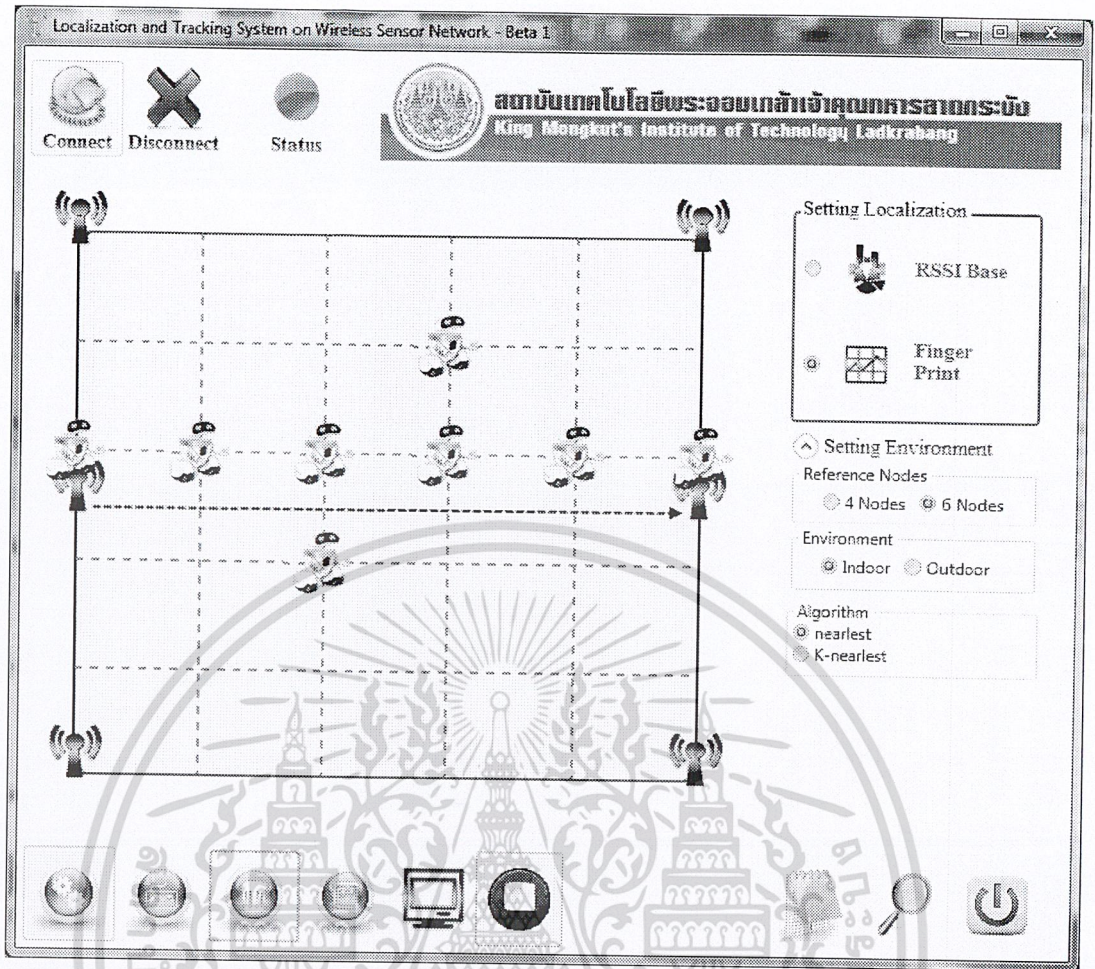 Localization and Tracking System on Wireless Sensor Network - Beta 1
Connect Disconnect Status
สถาบันเทคโนโลยีพระจอมเกล้าเจ้าคุณทหารลาดกระบัง
King Mongkut's Institute of Technology Ladkrabang
Setting Localization
RSSI Base
Finger
Print
Setting Environment
Reference Nodes
4 Nodes 6 Nodes
Environment
Indoor Outdoor
Algorithm
nearlest
K-nearlest